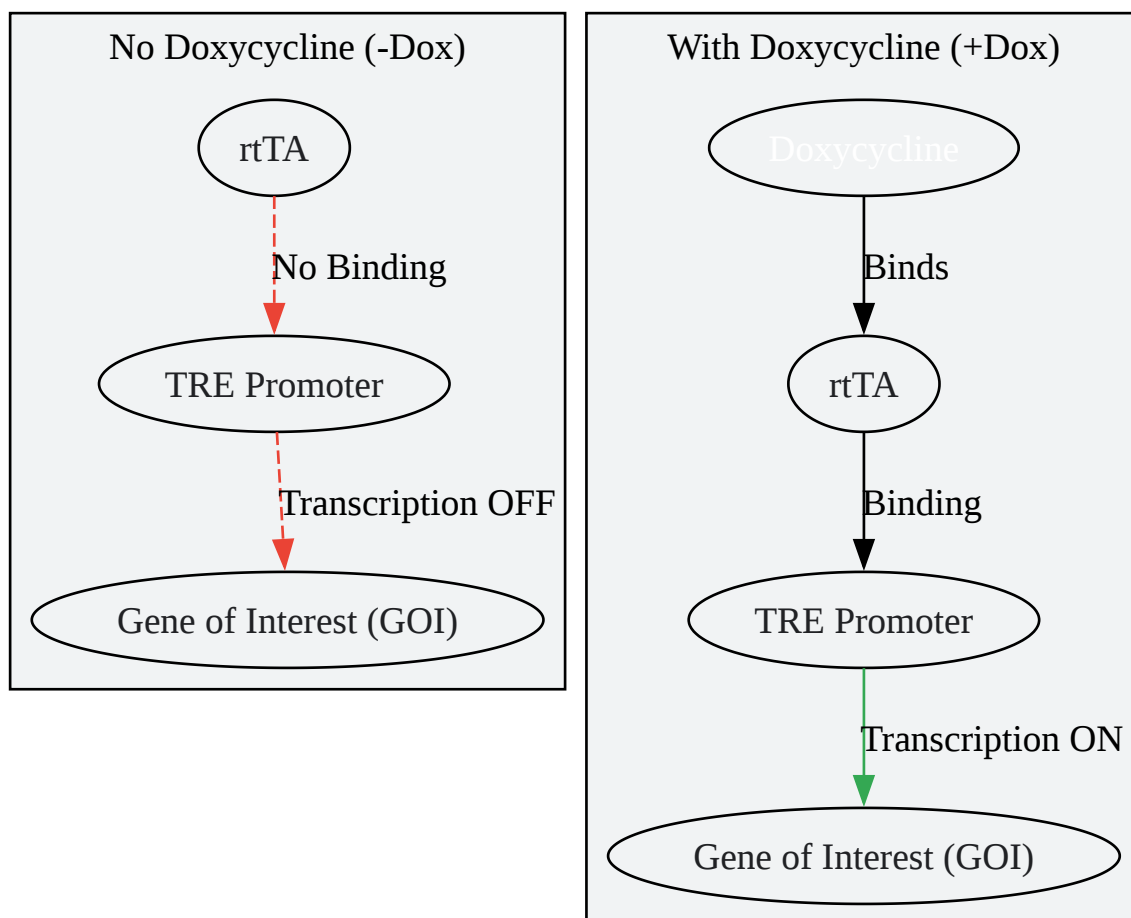 No Doxycycline (-Dox)
rtTA
No Binding
TRE Promoter
Transcription OFF
Gene of Interest (GOI)
With Doxycycline (+Dox)
Doxycycline
Binds
rtTA
Binding
TRE Promoter
Transcription ON
Gene of Interest (GOI)